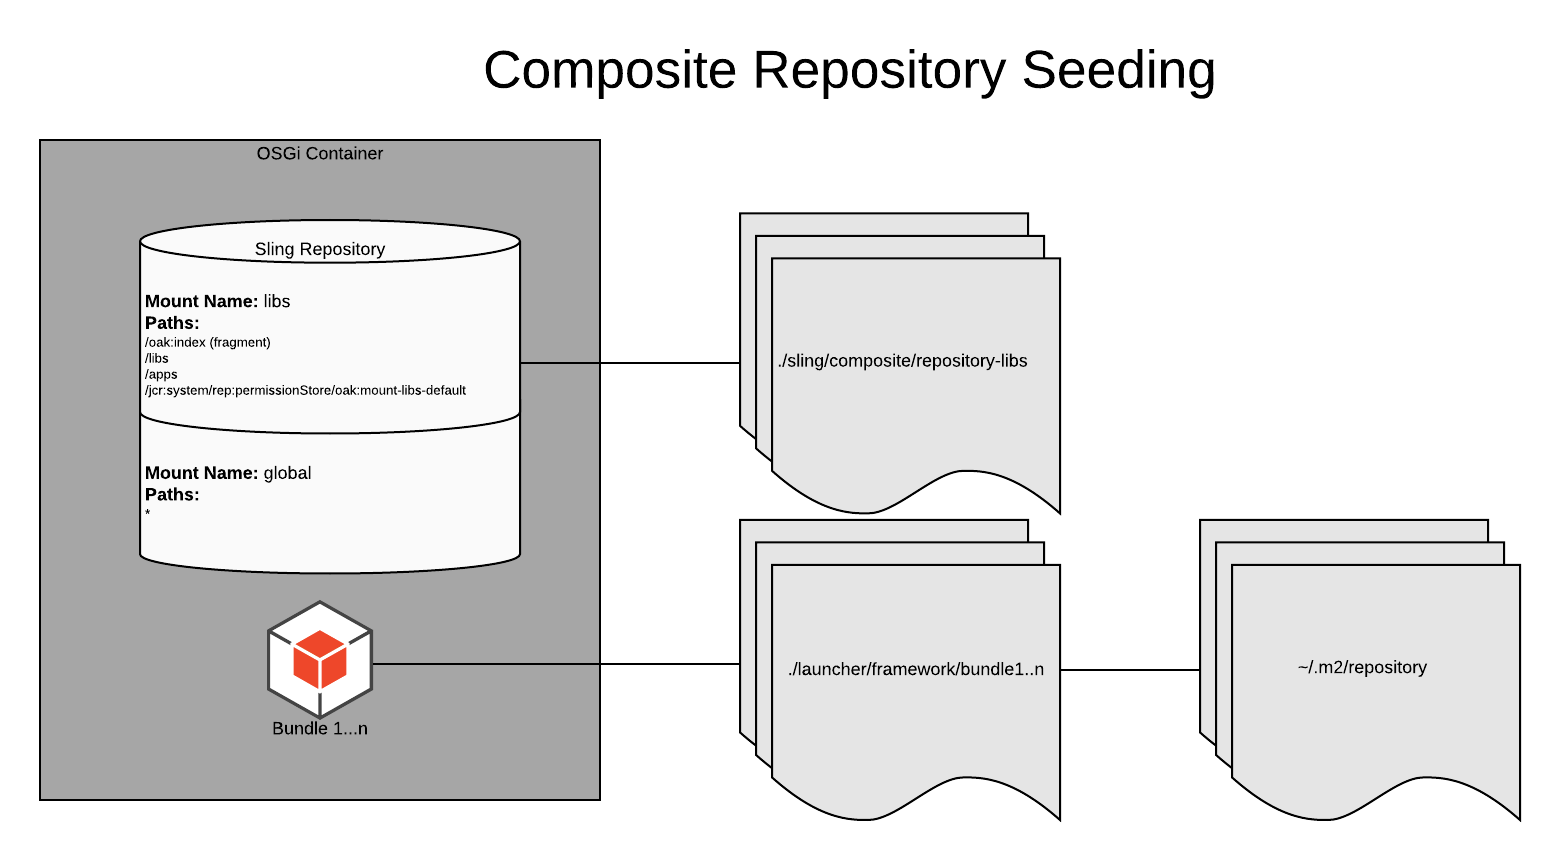 Composite Repository Seeding
OSGi Container
Sling Repository
Mount Name: libs
Paths:
/oak:index (fragment)
/libs
/apps
/jcr:system/rep:permissionStore/oak:mount-libs-default
Mount Name: global
Paths:
*
Bundle 1...n
./sling/composite/repository-libs
./launcher/framework/bundle1..n
~/.m2/repository